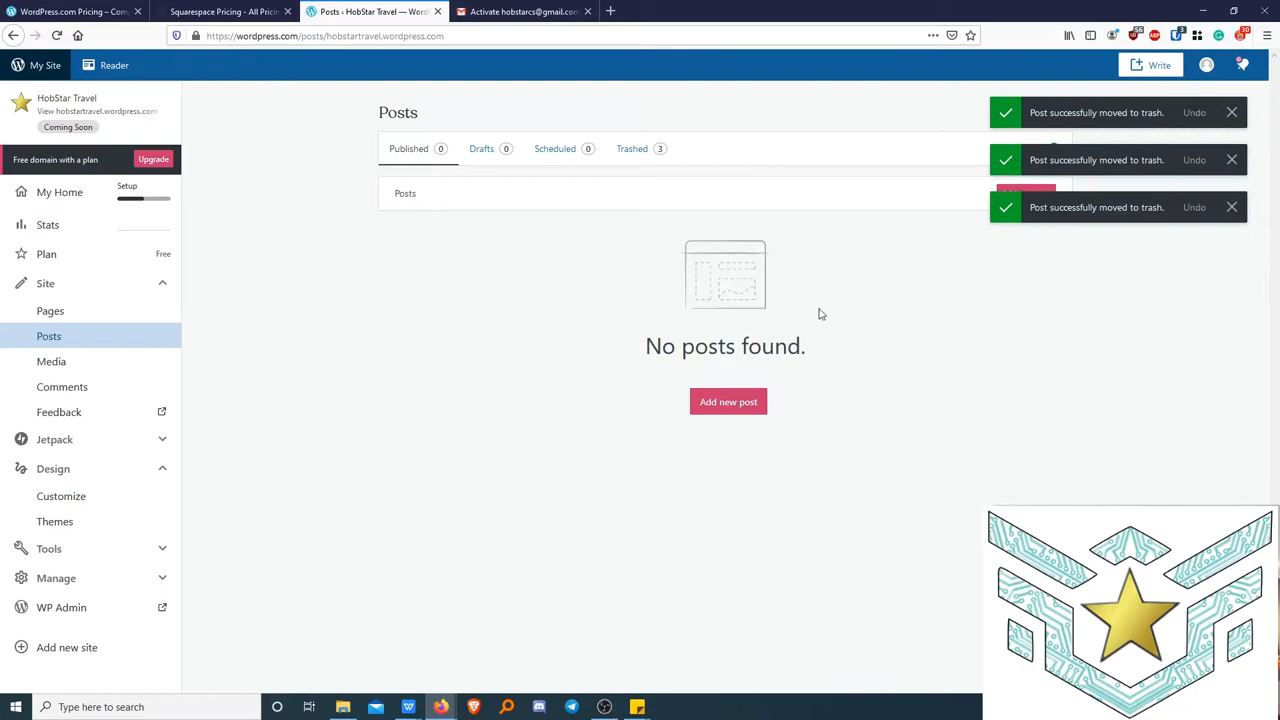 WordPress.com Pricing – Com
Squarespace Pricing - All Pricin
Posts ‹ HobStar Travel — WordP
Activate hobstarcs@gmail.com
https://wordpress.com/posts/hobstartravel.wordpress.com
56
3
30
My Site
Reader
Write
HobStar Travel
View hobstartravel.wordpress.com
Coming Soon
Free domain with a plan
Upgrade
My Home
Setup
Stats
Plan
Free
Site
Pages
Posts
Media
Comments
Feedback
Jetpack
Design
Customize
Themes
Tools
Manage
WP Admin
Add new site
Posts
Published 0
Drafts 0
Scheduled 0
Trashed 3
Posts
No posts found.
Add new post
Post successfully moved to trash. Undo
Post successfully moved to trash. Undo
Post successfully moved to trash. Undo
Type here to search